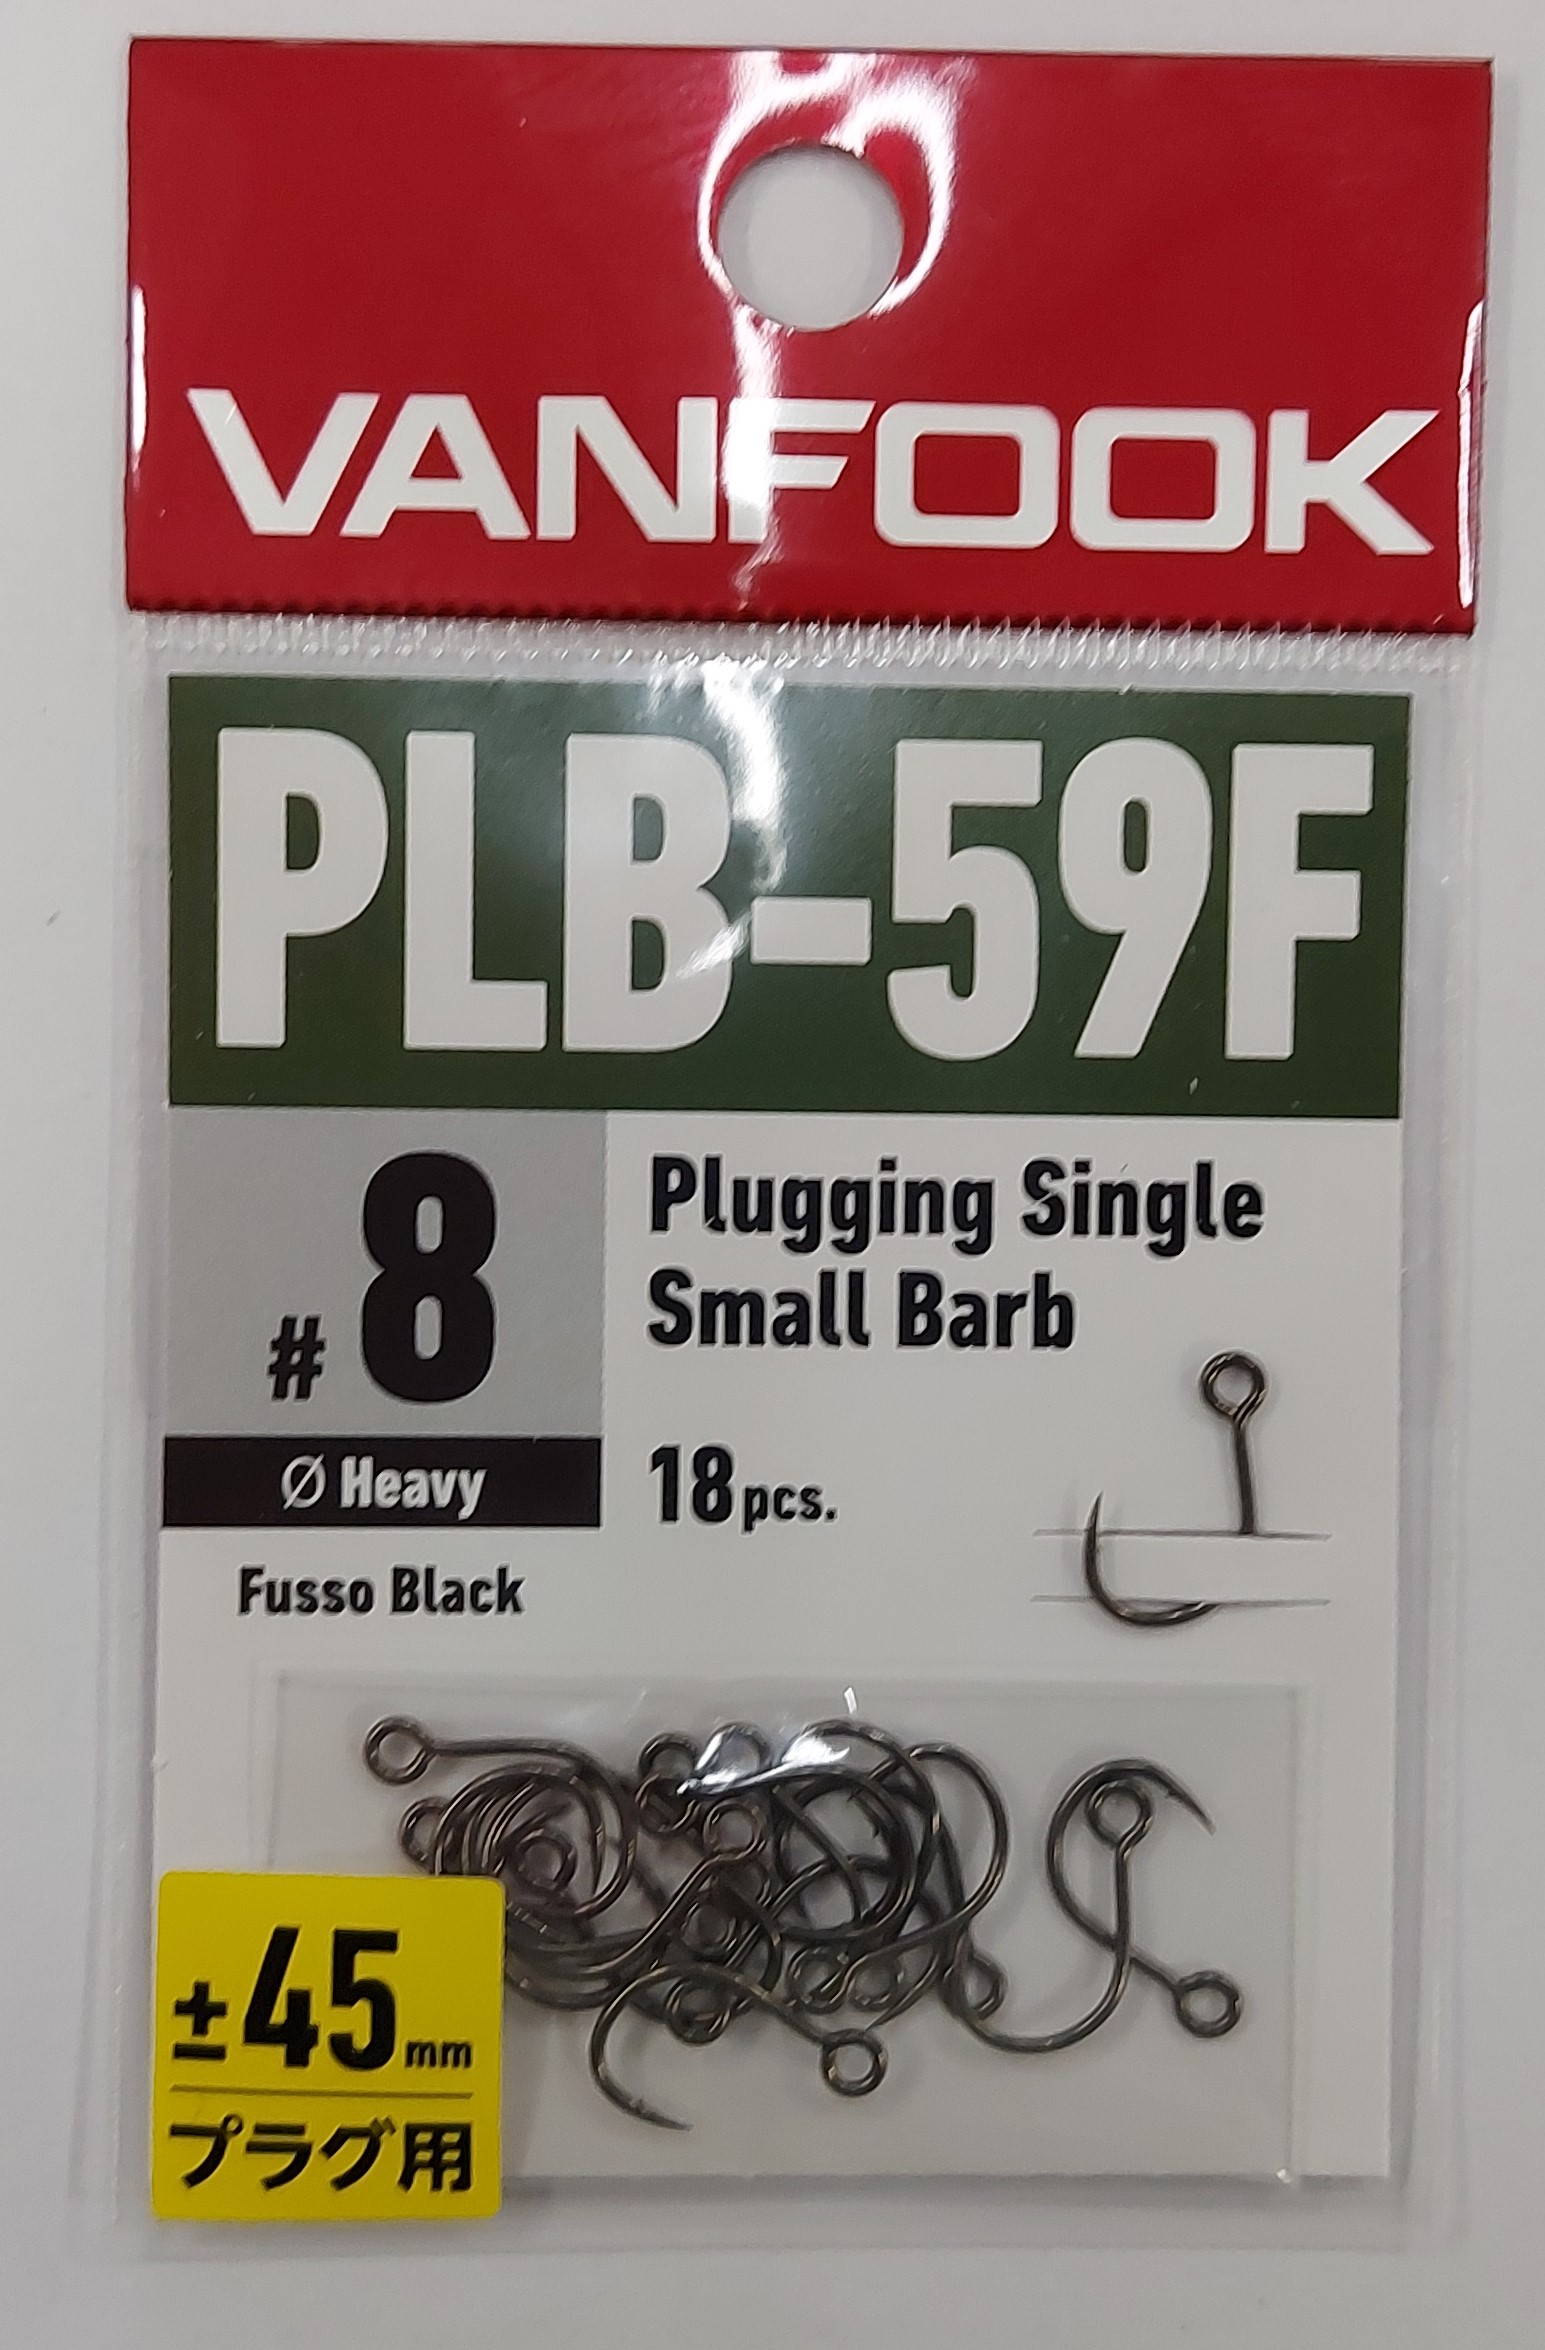 VANFOOK
PLB-59F
#8
Plugging Single
Small Barb
Ø Heavy
18pcs.
Fusso Black
±45mm
プラグ用